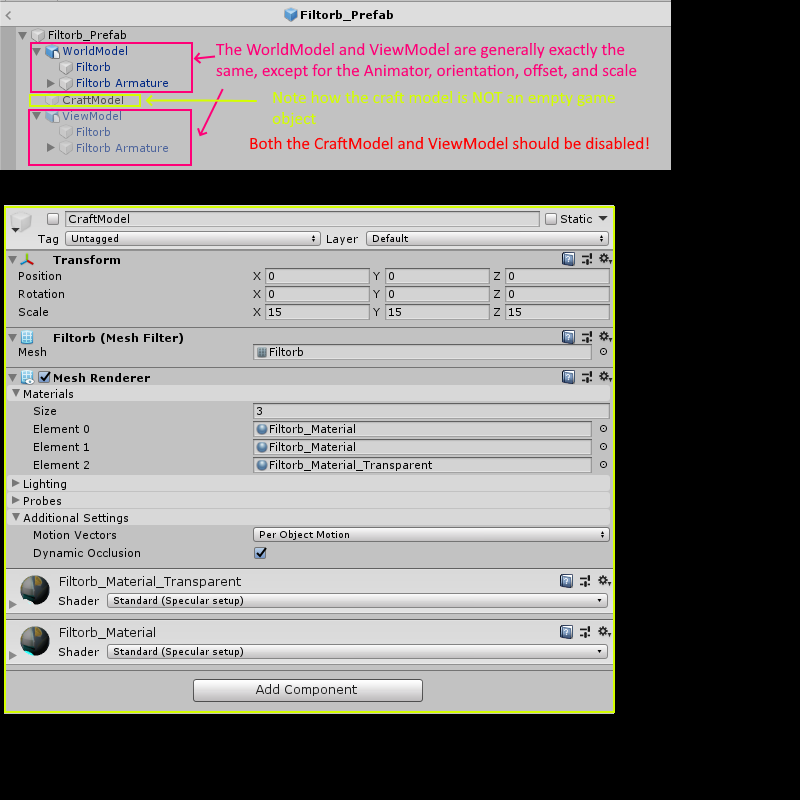 Filtorb_Prefab
Filtorb_Prefab
WorldModel
Filtorb
Filtorb Armature
CraftModel
ViewModel
Filtorb
Filtorb Armature
The WorldModel and ViewModel are generally exactly the
same, except for the Animator, orientation, offset, and scale
Note how the craft model is NOT an empty game
object
Both the CraftModel and ViewModel should be disabled!
CraftModel Static
Tag Untagged Layer Default
Transform
Position X 0 Y 0 Z 0
Rotation X 0 Y 0 Z 0
Scale X 15 Y 15 Z 15
Filtorb (Mesh Filter)
Mesh Filtorb
Mesh Renderer
Materials
Size 3
Element 0 Filtorb_Material
Element 1 Filtorb_Material
Element 2 Filtorb_Material_Transparent
Lighting
Probes
Additional Settings
Motion Vectors Per Object Motion
Dynamic Occlusion
Filtorb_Material_Transparent
Shader Standard (Specular setup)
Filtorb_Material
Shader Standard (Specular setup)
Add Component